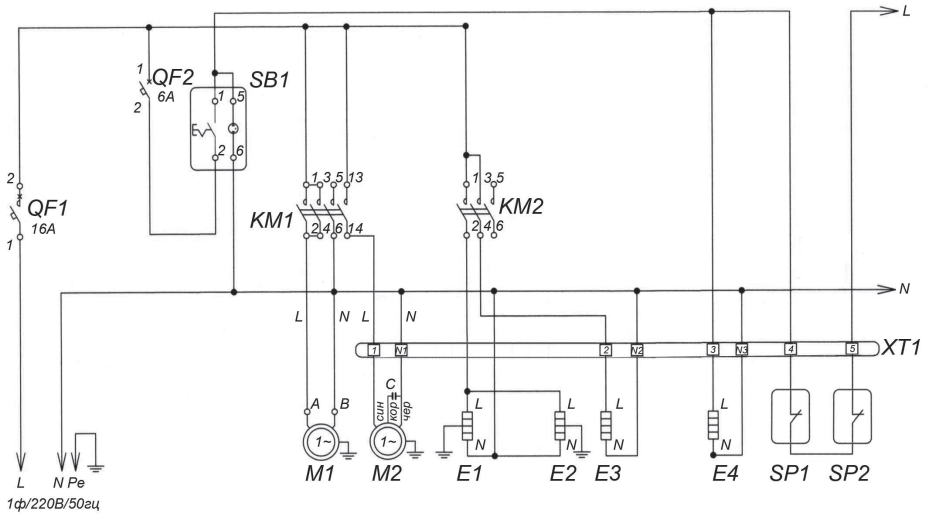 L
1
QF2
6A
2
SB1
1 5
2 6
2
QF1
16A
1
1 3 5 13
KM1
2 4 6 14
1 3 5
KM2
2 4 6
N
L N L N
1 N1 2 N2 3 N3 4 5
XT1
A B
син
кор
чер
C
L L L L
1~ 1~
N N N N
M1 M2 E1 E2 E3 E4 SP1 SP2
L N Pe
1ф/220В/50гц